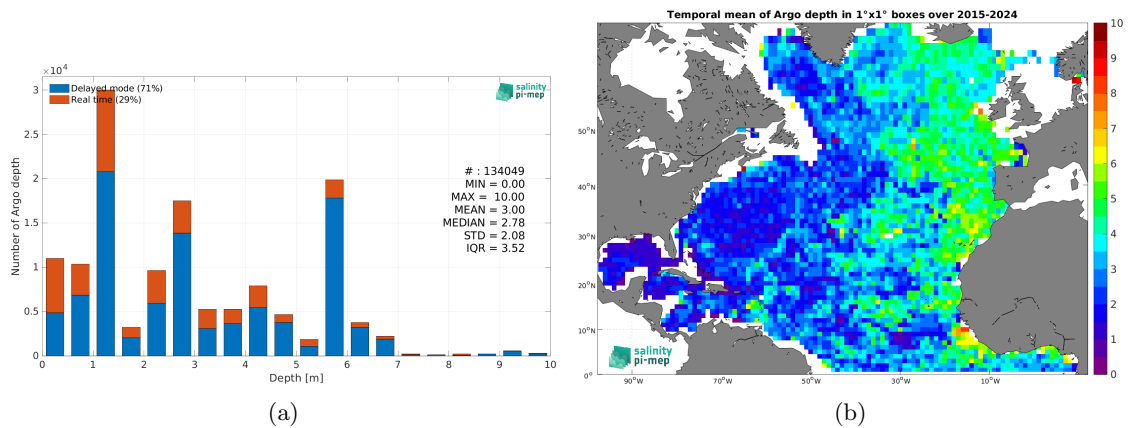 ×10⁴
Delayed mode (71%)
Real time (29%)
salinity
pi-mep
3
2.5
2
1.5
1
0.5
0
Number of Argo depth
# : 134049
MIN = 0.00
MAX = 10.00
MEAN = 3.00
MEDIAN = 2.78
STD = 2.08
IQR = 3.52
0 1 2 3 4 5 6 7 8 9 10
Depth [m]
(a)
Temporal mean of Argo depth in 1°x1° boxes over 2015-2024
50°N
40°N
30°N
20°N
10°N
0°
90°W 70°W 50°W 30°W 10°W
salinity
pi-mep
10
9
8
7
6
5
4
3
2
1
0
(b)